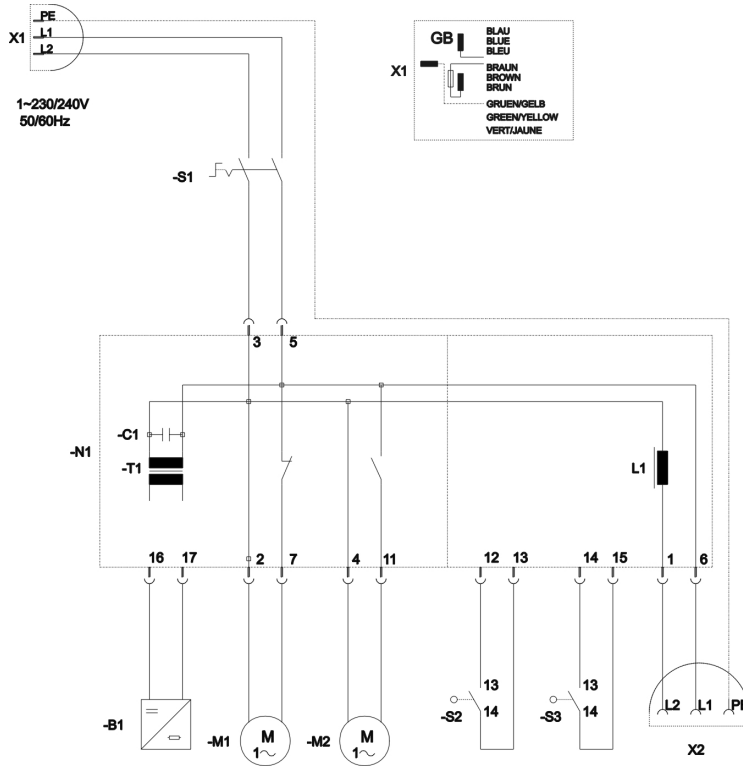 PE
X1 L1
L2
1~230/240V
50/60Hz
GB
BLAU
BLUE
BLEU
X1
BRAUN
BROWN
BRUN
GRUEN/GELB
GREEN/YELLOW
VERT/JAUNE
-S1
3 5
-C1
-N1
-T1
L1
16 17 2 7 4 11 12 13 14 15 1 6
13 13
14 14
-S2 -S3
L2 L1 PE
-B1
-M1 M 1~
-M2 M 1~
X2